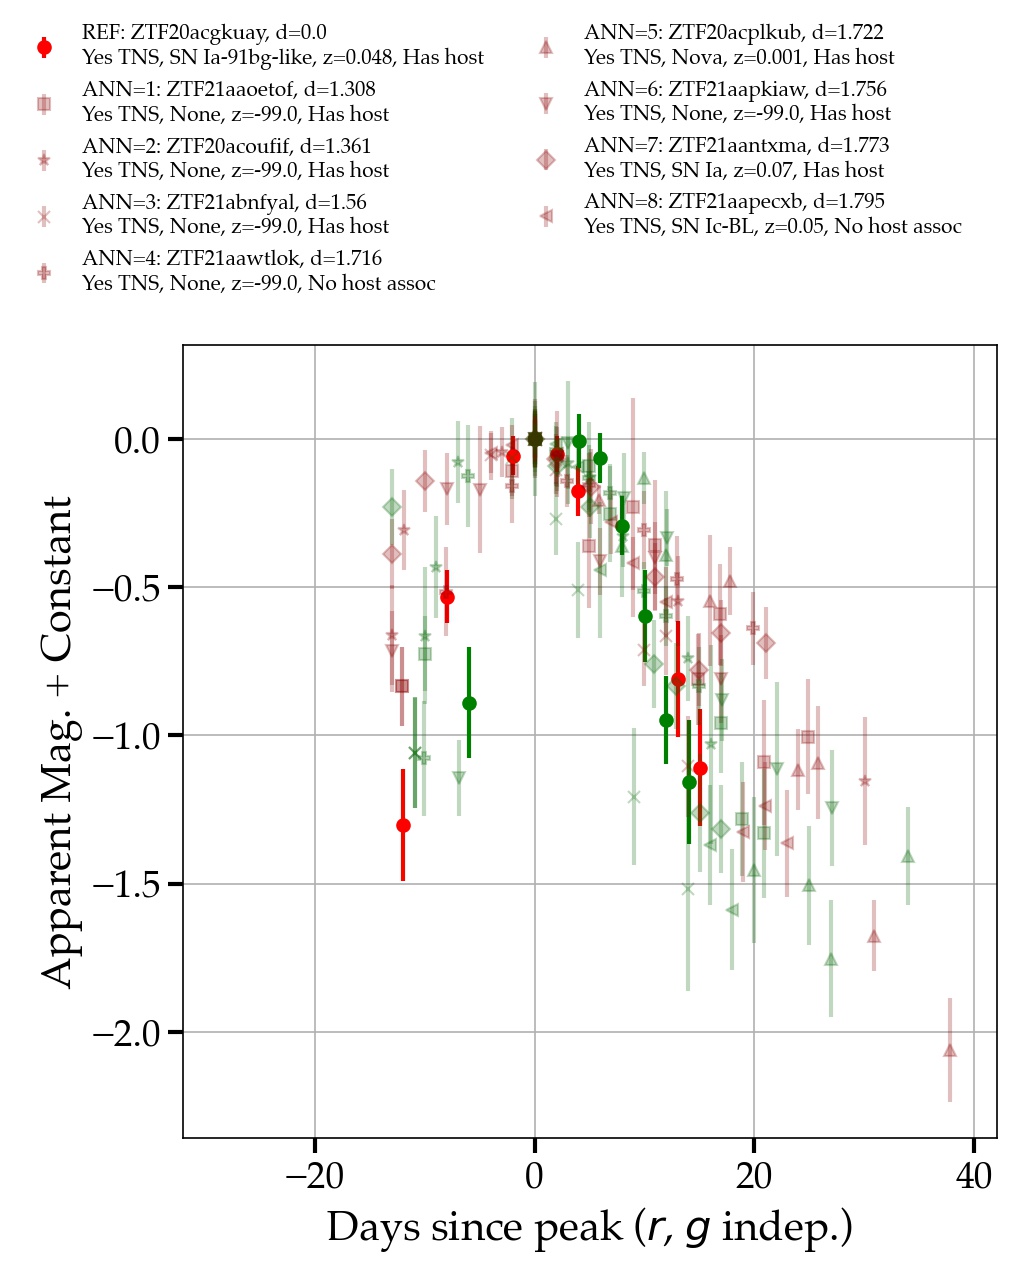 REF: ZTF20acgkuay, d=0.0
Yes TNS, SN Ia-91bg-like, z=0.048, Has host
ANN=1: ZTF21aaoetof, d=1.308
Yes TNS, None, z=-99.0, Has host
ANN=2: ZTF20acoufif, d=1.361
Yes TNS, None, z=-99.0, Has host
ANN=3: ZTF21abnfyal, d=1.56
Yes TNS, None, z=-99.0, Has host
ANN=4: ZTF21aawtlok, d=1.716
Yes TNS, None, z=-99.0, No host assoc
ANN=5: ZTF20acplkub, d=1.722
Yes TNS, Nova, z=0.001, Has host
ANN=6: ZTF21aapkiaw, d=1.756
Yes TNS, None, z=-99.0, Has host
ANN=7: ZTF21aantxma, d=1.773
Yes TNS, SN Ia, z=0.07, Has host
ANN=8: ZTF21aapecxb, d=1.795
Yes TNS, SN Ic-BL, z=0.05, No host assoc
Apparent Mag. + Constant
0.0
−0.5
−1.0
−1.5
−2.0
−20
0
20
40
Days since peak (r, g indep.)